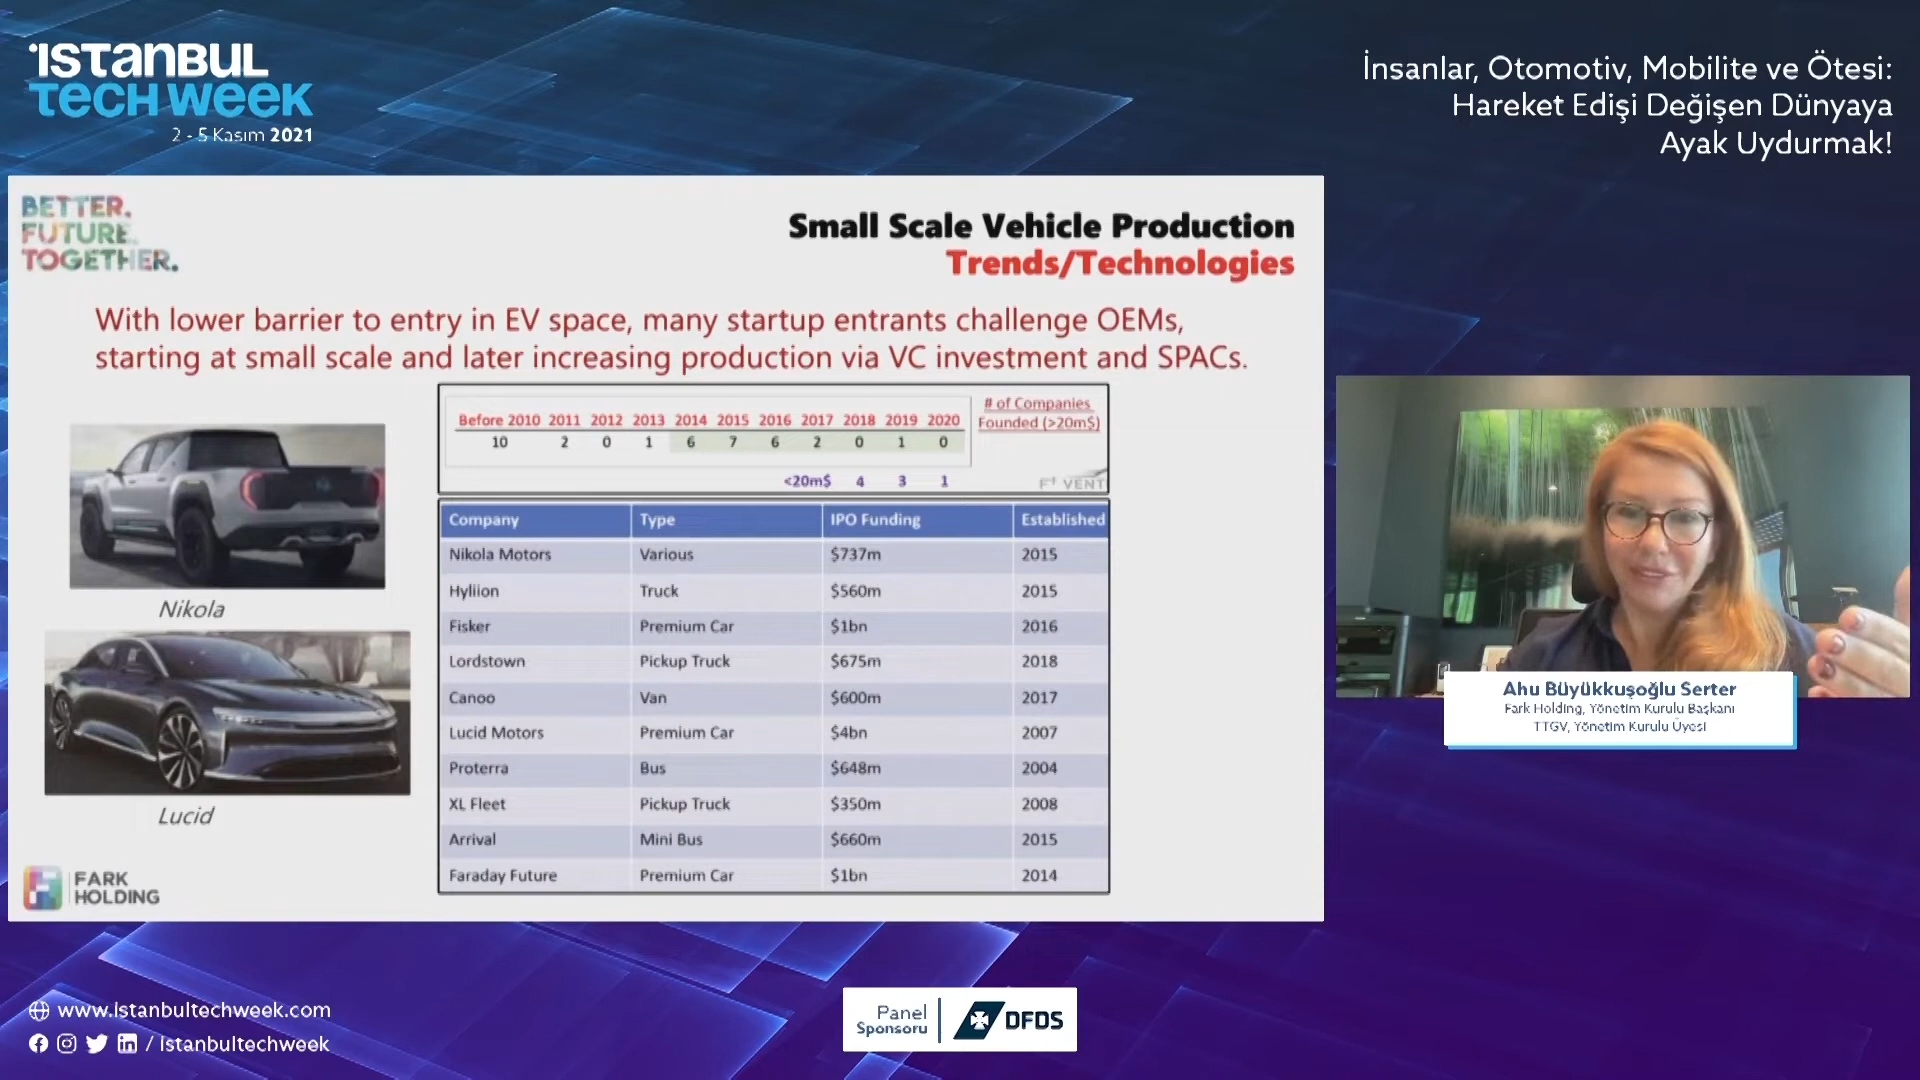 ISTANBUL
TECH WEEK
2 - 5 Kasım 2021
İnsanlar, Otomotiv, Mobilite ve Ötesi:
Hareket Edişi Değişen Dünyaya
Ayak Uydurmak!
BETTER.
FUTURE.
TOGETHER.
Small Scale Vehicle Production
Trends/Technologies
With lower barrier to entry in EV space, many startup entrants challenge OEMs,
starting at small scale and later increasing production via VC investment and SPACs.
Before 2010 2011 2012 2013 2014 2015 2016 2017 2018 2019 2020
10 2 0 1 6 7 6 2 0 1 0
# of Companies
Founded (>20m$)
<20m$ 4 3 1
F+ VENT
Company Type IPO Funding Established
Nikola Motors Various $737m 2015
Hyliion Truck $560m 2015
Fisker Premium Car $1bn 2016
Lordstown Pickup Truck $675m 2018
Canoo Van $600m 2017
Lucid Motors Premium Car $4bn 2007
Proterra Bus $648m 2004
XL Fleet Pickup Truck $350m 2008
Arrival Mini Bus $660m 2015
Faraday Future Premium Car $1bn 2014
Nikola
Lucid
FARK
HOLDING
Ahu Büyükkuşoğlu Serter
Fark Holding, Yönetim Kurulu Başkanı
TTGV, Yönetim Kurulu Üyesi
www.istanbultechweek.com
/ istanbultechweek
Panel
Sponsoru
DFDS